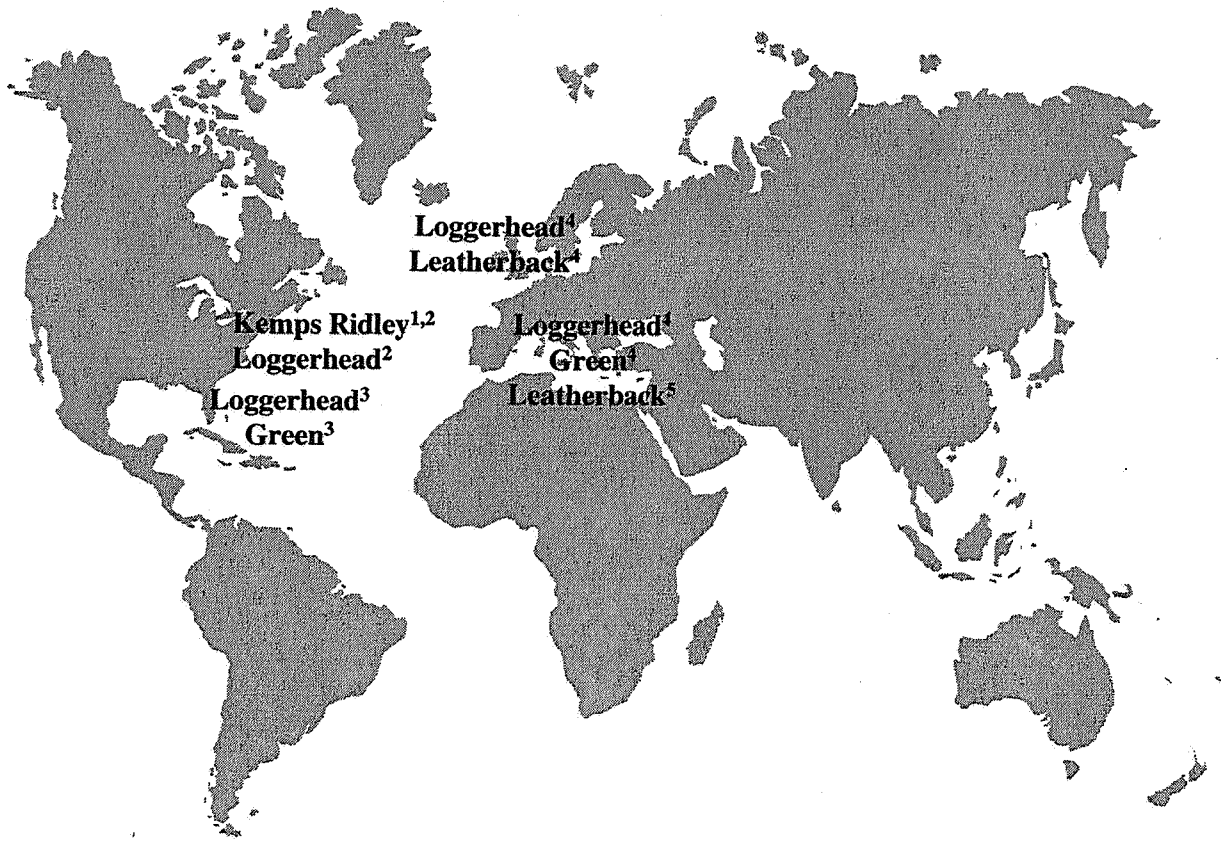 Loggerhead⁴
Leatherback⁴
Kemps Ridley¹,²
Loggerhead²
Loggerhead³
Green³
Loggerhead⁴
Green⁴
Leatherback⁵